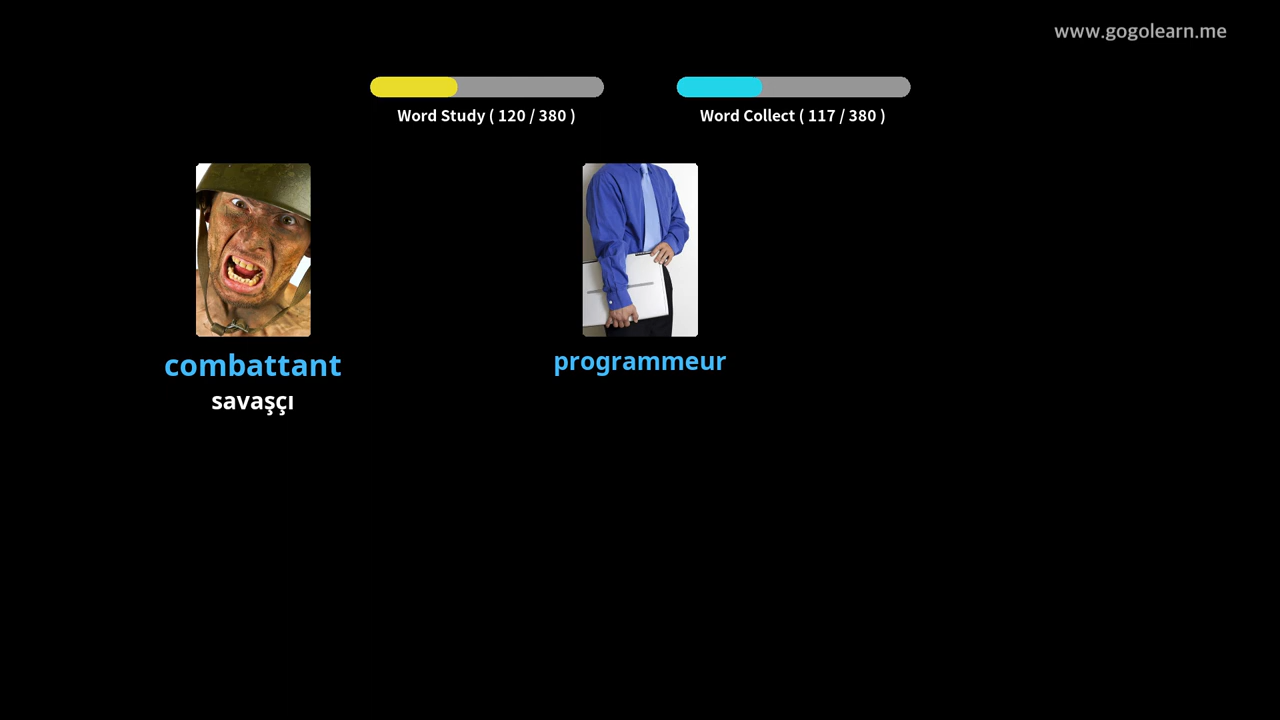 www.gogolearn.me
Word Study ( 120 / 380 )
Word Collect ( 117 / 380 )
combattant
savaşçı
programmeur